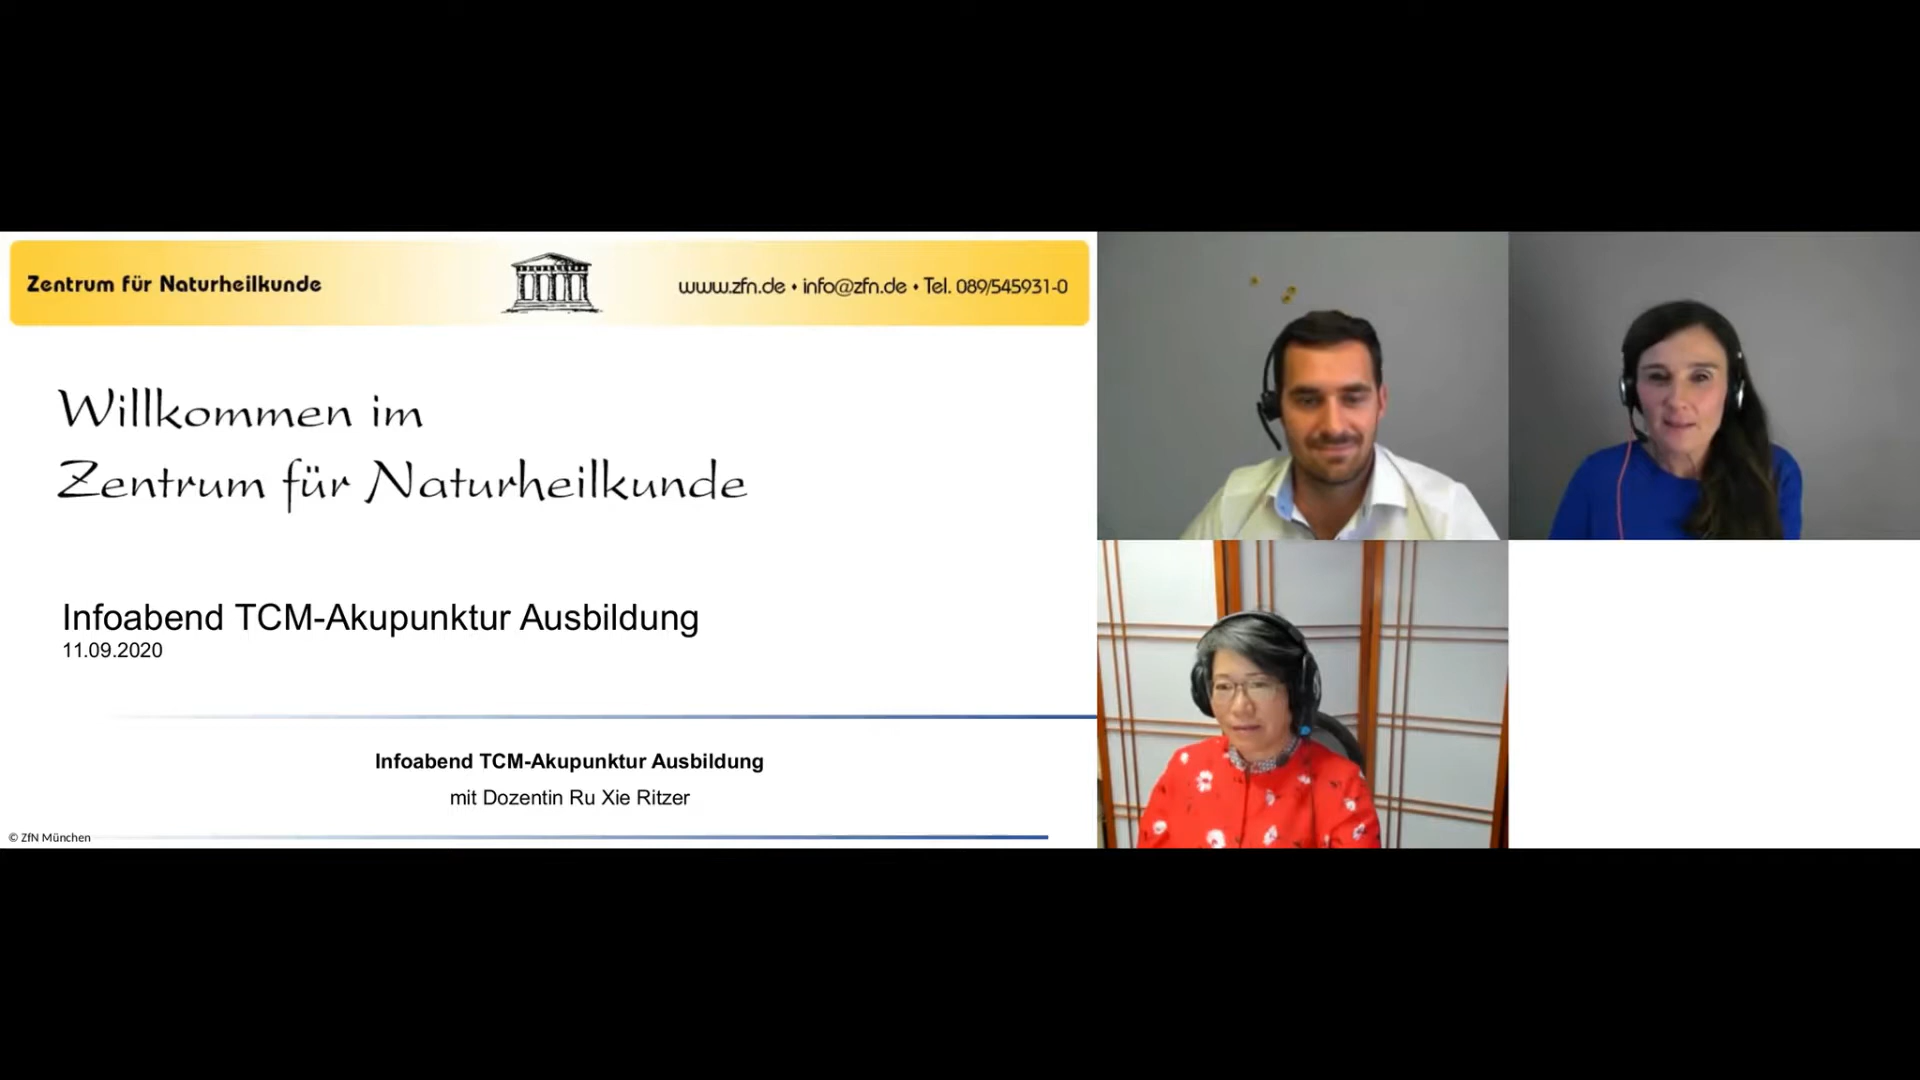 Zentrum für Naturheilkunde
www.zfn.de • info@zfn.de • Tel. 089/545931-0
Willkommen im
Zentrum für Naturheilkunde
Infoabend TCM-Akupunktur Ausbildung
11.09.2020
Infoabend TCM-Akupunktur Ausbildung
mit Dozentin Ru Xie Ritzer
© ZfN München